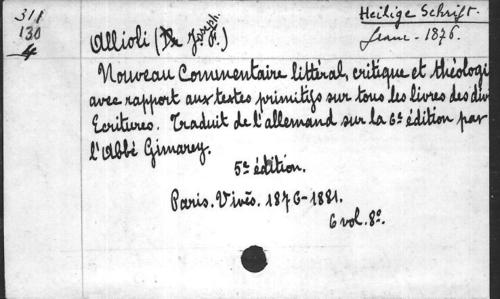 311
130
4
Heilige Schrift.
franz. 1876.
Allioli (Dr Joseph. F.)
Nouveau Commentaire littéral, critique et théologi
avec rapport aux textes primitifs sur tous les livres des div
Ecritures. Traduit de l'allemand sur la 6e édition par
l'Abbé Gimarey.
5e édition.
Paris. Vivès. 1876-1881.
6 vol. 8o.